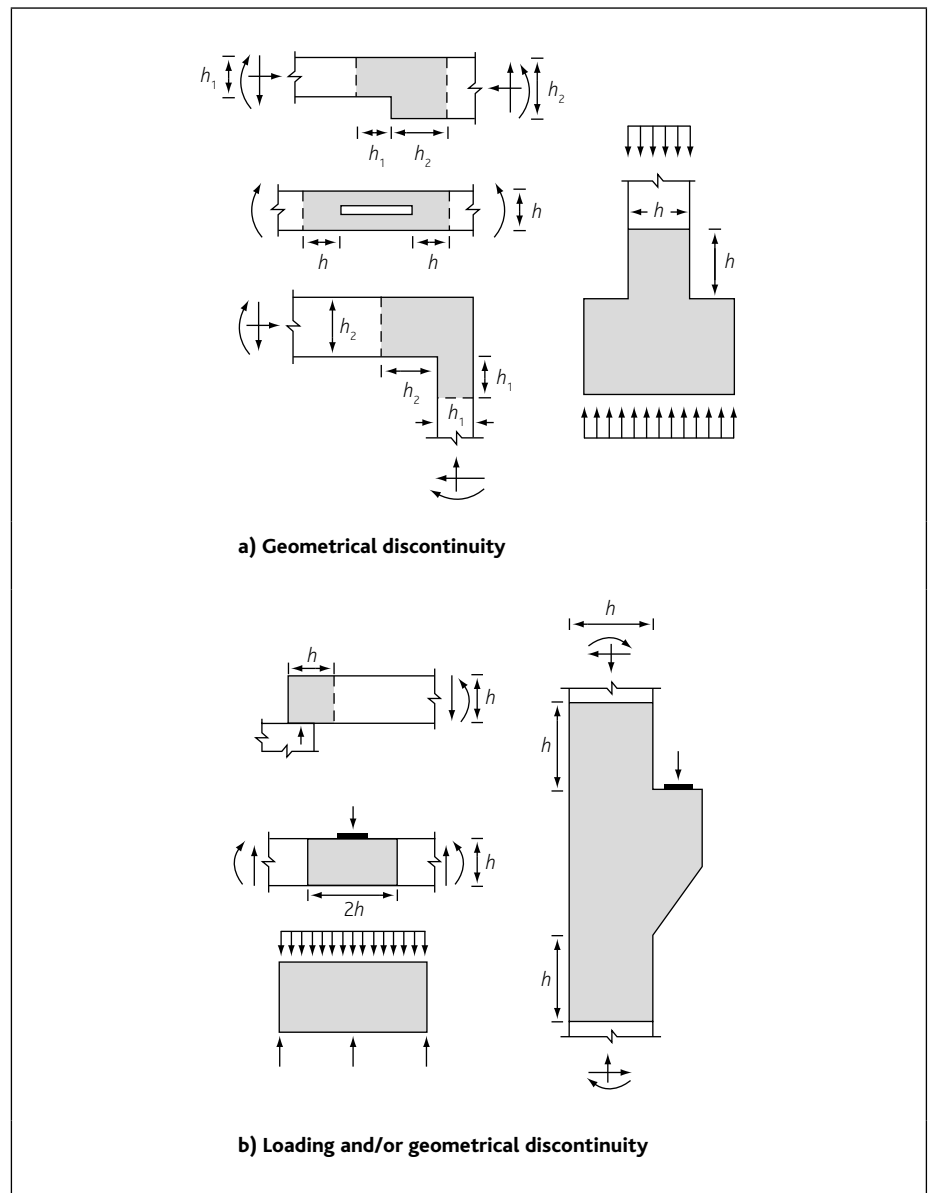 h1
h2
h1 h2
h
h
h
h h
h2
h1
h2
h1
a) Geometrical discontinuity
h
h
h
h
h
2h
h
b) Loading and/or geometrical discontinuity